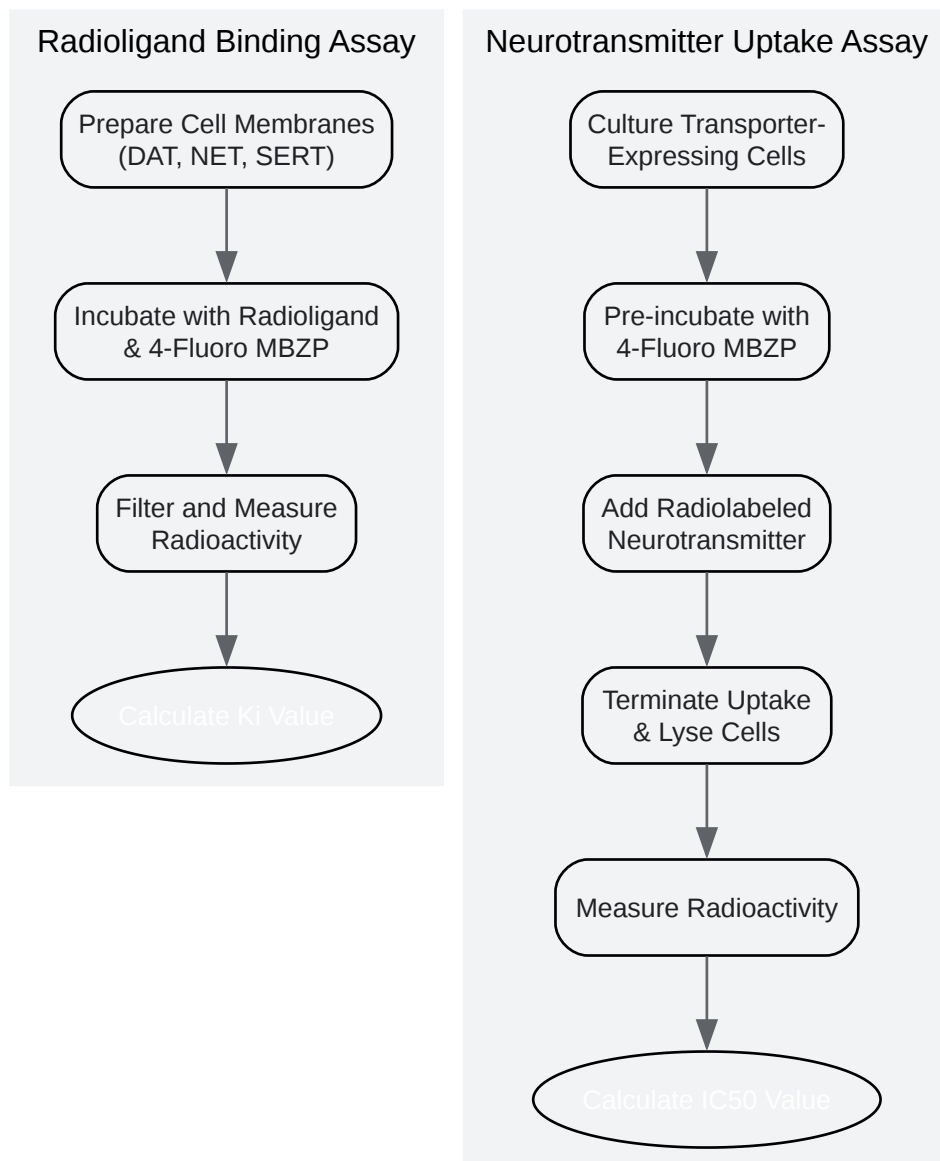 Radioligand Binding Assay
Prepare Cell Membranes
(DAT, NET, SERT)
Incubate with Radioligand
& 4-Fluoro MBZP
Filter and Measure
Radioactivity
Calculate Ki Value
Neurotransmitter Uptake Assay
Culture Transporter-
Expressing Cells
Pre-incubate with
4-Fluoro MBZP
Add Radiolabeled
Neurotransmitter
Terminate Uptake
& Lyse Cells
Measure Radioactivity
Calculate IC50 Value